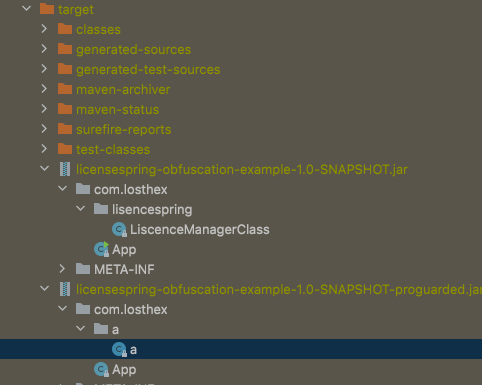 target
classes
generated-sources
generated-test-sources
maven-archiver
maven-status
surefire-reports
test-classes
licensespring-obfuscation-example-1.0-SNAPSHOT.jar
com.losthex
lisencespring
LiscenceManagerClass
App
META-INF
licensespring-obfuscation-example-1.0-SNAPSHOT-proguarded.jar
com.losthex
a
a
App
META-INF